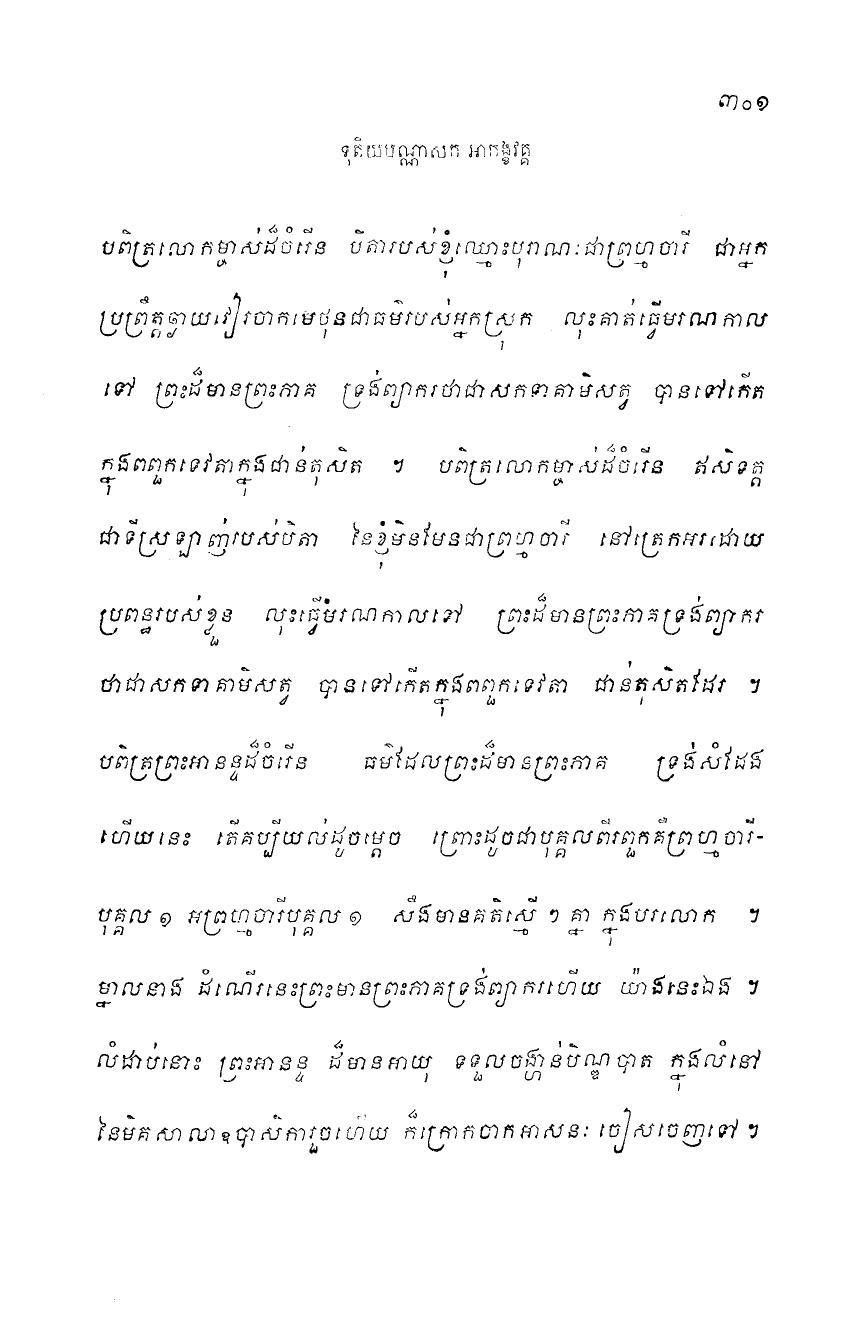 ៣០១
ទុតិយបណ្ណាសក អាកង្ខវគ្គ
បពិត្រលោកម្ចាស់ដ៏ចំរើន បិតារបស់ខ្ញុំឈ្មោះបុរាណៈជាព្រហ្មចារី ជាអ្នក
ប្រព្រឹត្តឆ្ងាយវៀរចាកមេថុនជាធម៌របស់អ្នកស្រុក លុះគាត់ធ្វើមរណកាល
ទៅ ព្រះដ៏មានព្រះភាគ ទ្រង់ព្យាករថាជាសកទាគាមិសត្វ បានទៅកើត
ក្នុងពពួកទេវតាក្នុងជាន់តុសិត ។ បពិត្រលោកម្ចាស់ដ៏ចំរើន ឥសិទត្ត
ជាទីស្រឡាញ់របស់បិតា នៃខ្ញុំមិនមែនជាព្រហ្មចារី នៅត្រេកអរដោយ
ប្រពន្ធរបស់ខ្លួន លុះធ្វើមរណកាលទៅ ព្រះដ៏មានព្រះភាគទ្រង់ព្យាករ
ថាជាសកទាគាមិសត្វ បានទៅកើតក្នុងពពួកទេវតា ជាន់តុសិតដែរ ។
បពិត្រព្រះអានន្ទដ៏ចំរើន ធម៌ដែលព្រះដ៏មានព្រះភាគ ទ្រង់សំដែង
ហើយនេះ តើគប្បីយល់ដូចម្តេច ព្រោះដូចជាបុគ្គលពីរពួកគឺព្រហ្មចារី-
បុគ្គល ១ អព្រហ្មចារីបុគ្គល ១ សឹងមានគតិស្មើ ៗ គ្នា ក្នុងបរលោក ។
ម្នាលនាង ដំណើរនេះព្រះមានព្រះភាគទ្រង់ព្យាករហើយ យ៉ាងនេះឯង ។
លំដាប់នោះ ព្រះអានន្ទ ដ៏មានអាយុ ទទួលចង្ហាន់បិណ្ឌបាត ក្នុងលំនៅ
នៃមិគសាលាឧបាសិការួចហើយ ក៏ក្រោកចាកអាសនៈ ចៀសចេញទៅ ។